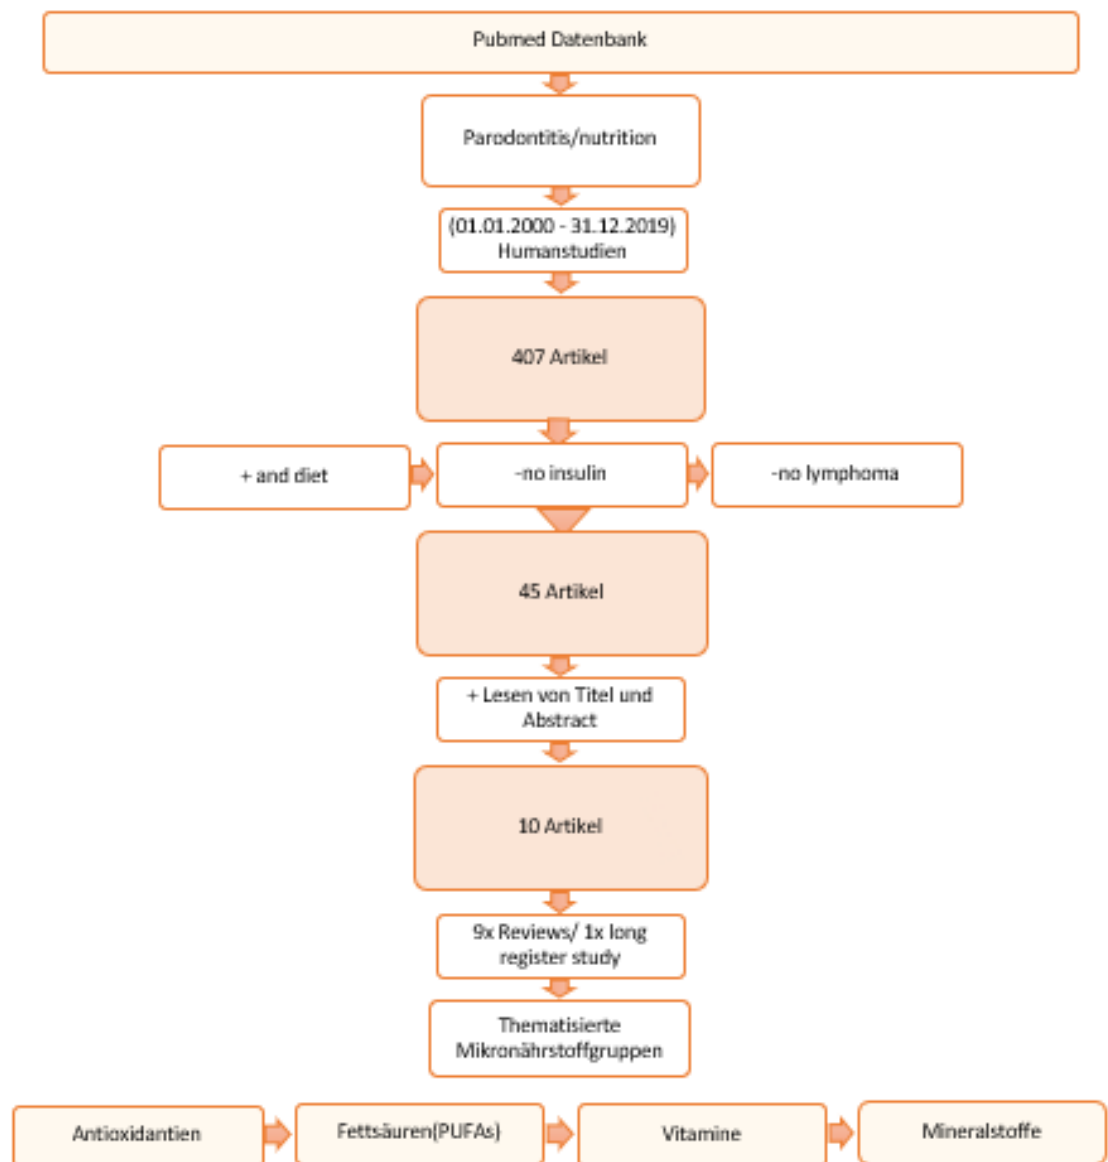 Pubmed Datenbank
Parodontitis/nutrition
(01.01.2000 - 31.12.2019)
Humanstudien
407 Artikel
+ and diet
-no insulin
-no lymphoma
45 Artikel
+ Lesen von Titel und
Abstract
10 Artikel
9x Reviews/ 1x long
register study
Thematisierte
Mikronährstoffgruppen
Antioxidantien
Fettsäuren(PUFAs)
Vitamine
Mineralstoffe